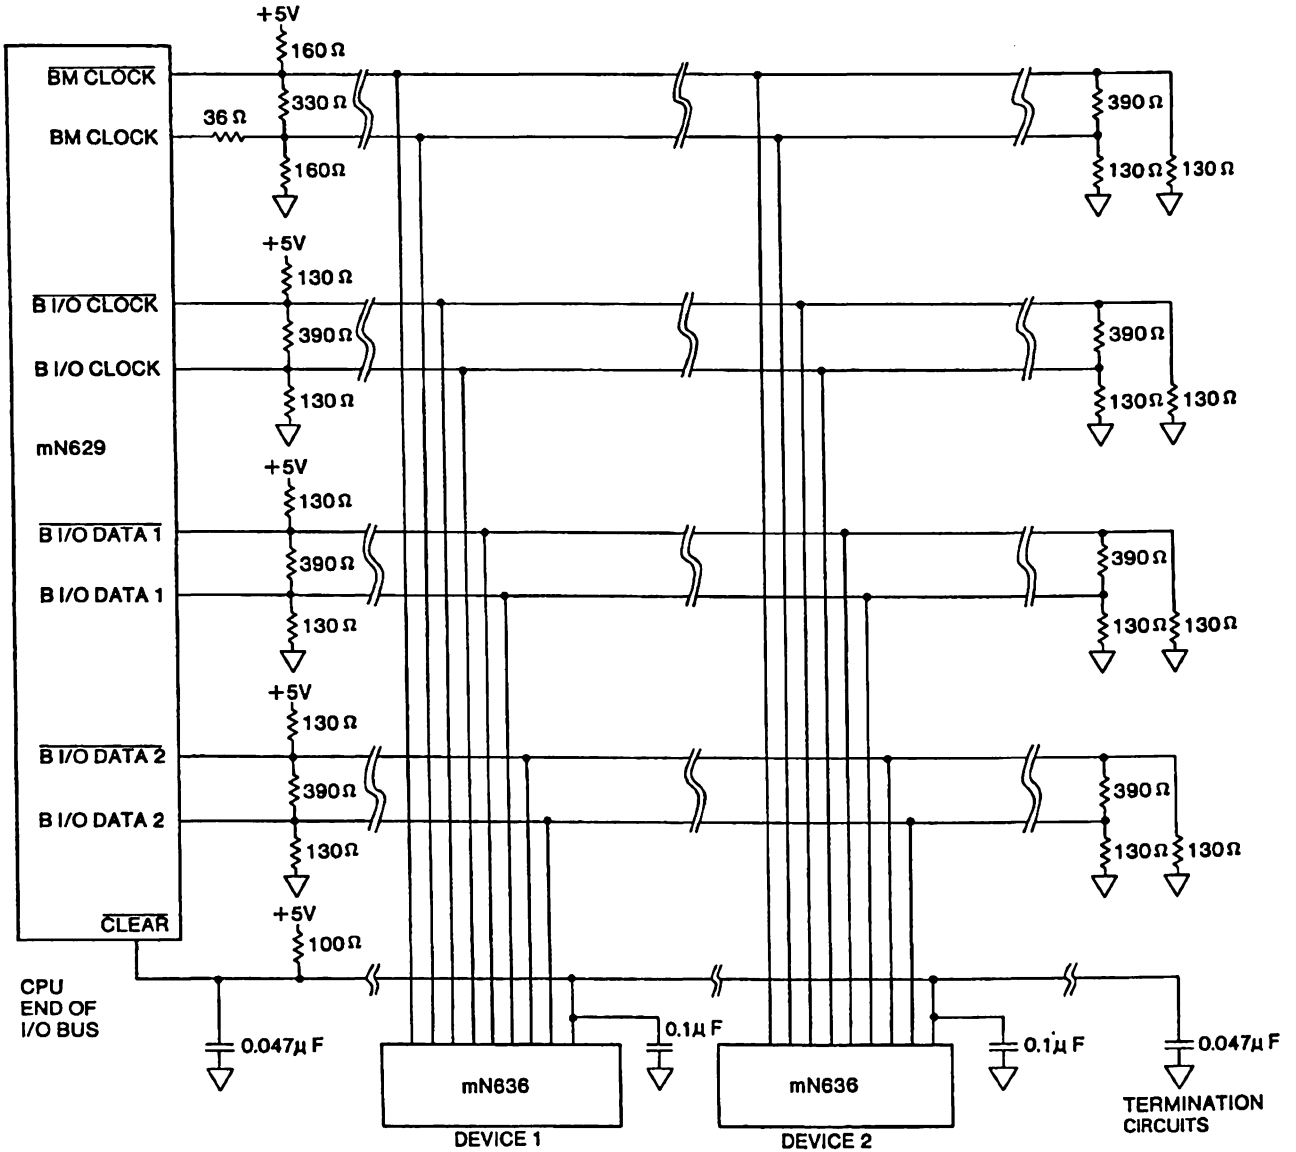 +5V
160Ω
BM CLOCK
330Ω
390Ω
36Ω
BM CLOCK
160Ω
130Ω
130Ω
+5V
130Ω
B I/O CLOCK
390Ω
390Ω
B I/O CLOCK
130Ω
130Ω
130Ω
mN629
+5V
130Ω
B I/O DATA 1
390Ω
390Ω
B I/O DATA 1
130Ω
130Ω
130Ω
+5V
130Ω
B I/O DATA 2
390Ω
390Ω
B I/O DATA 2
130Ω
130Ω
130Ω
CLEAR
+5V
100Ω
CPU
END OF
I/O BUS
0.047µF
0.1µF
0.1µF
0.047µF
mN636
mN636
DEVICE 1
DEVICE 2
TERMINATION
CIRCUITS